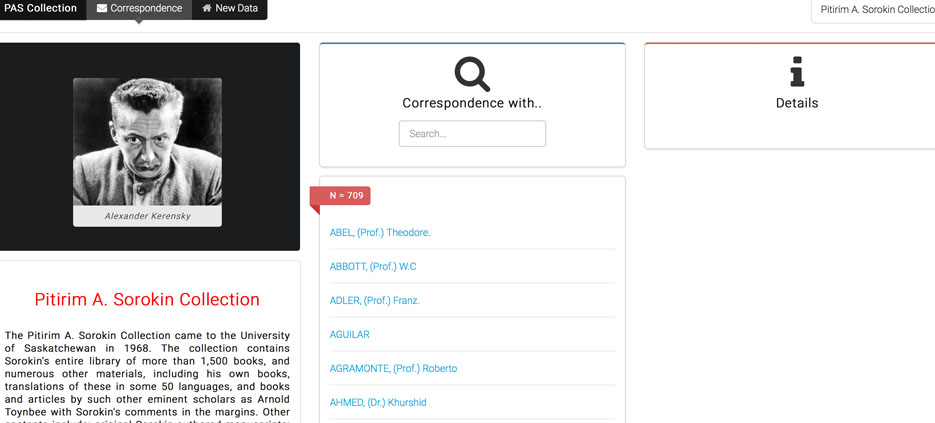 PAS Collection
Correspondence
New Data
Pitirim A. Sorokin Collectio
Alexander Kerensky
Pitirim A. Sorokin Collection
The Pitirim A. Sorokin Collection came to the University
of Saskatchewan in 1968. The collection contains
Sorokin's entire library of more than 1,500 books, and
numerous other materials, including his own books,
translations of these in some 50 languages, and books
and articles by such other eminent scholars as Arnold
Toynbee with Sorokin's comments in the margins. Other
Correspondence with..
Search...
N = 709
ABEL, (Prof.) Theodore.
ABBOTT, (Prof.) W.C
ADLER, (Prof.) Franz.
AGUILAR
AGRAMONTE, (Prof.) Roberto
AHMED, (Dr.) Khurshid
Details